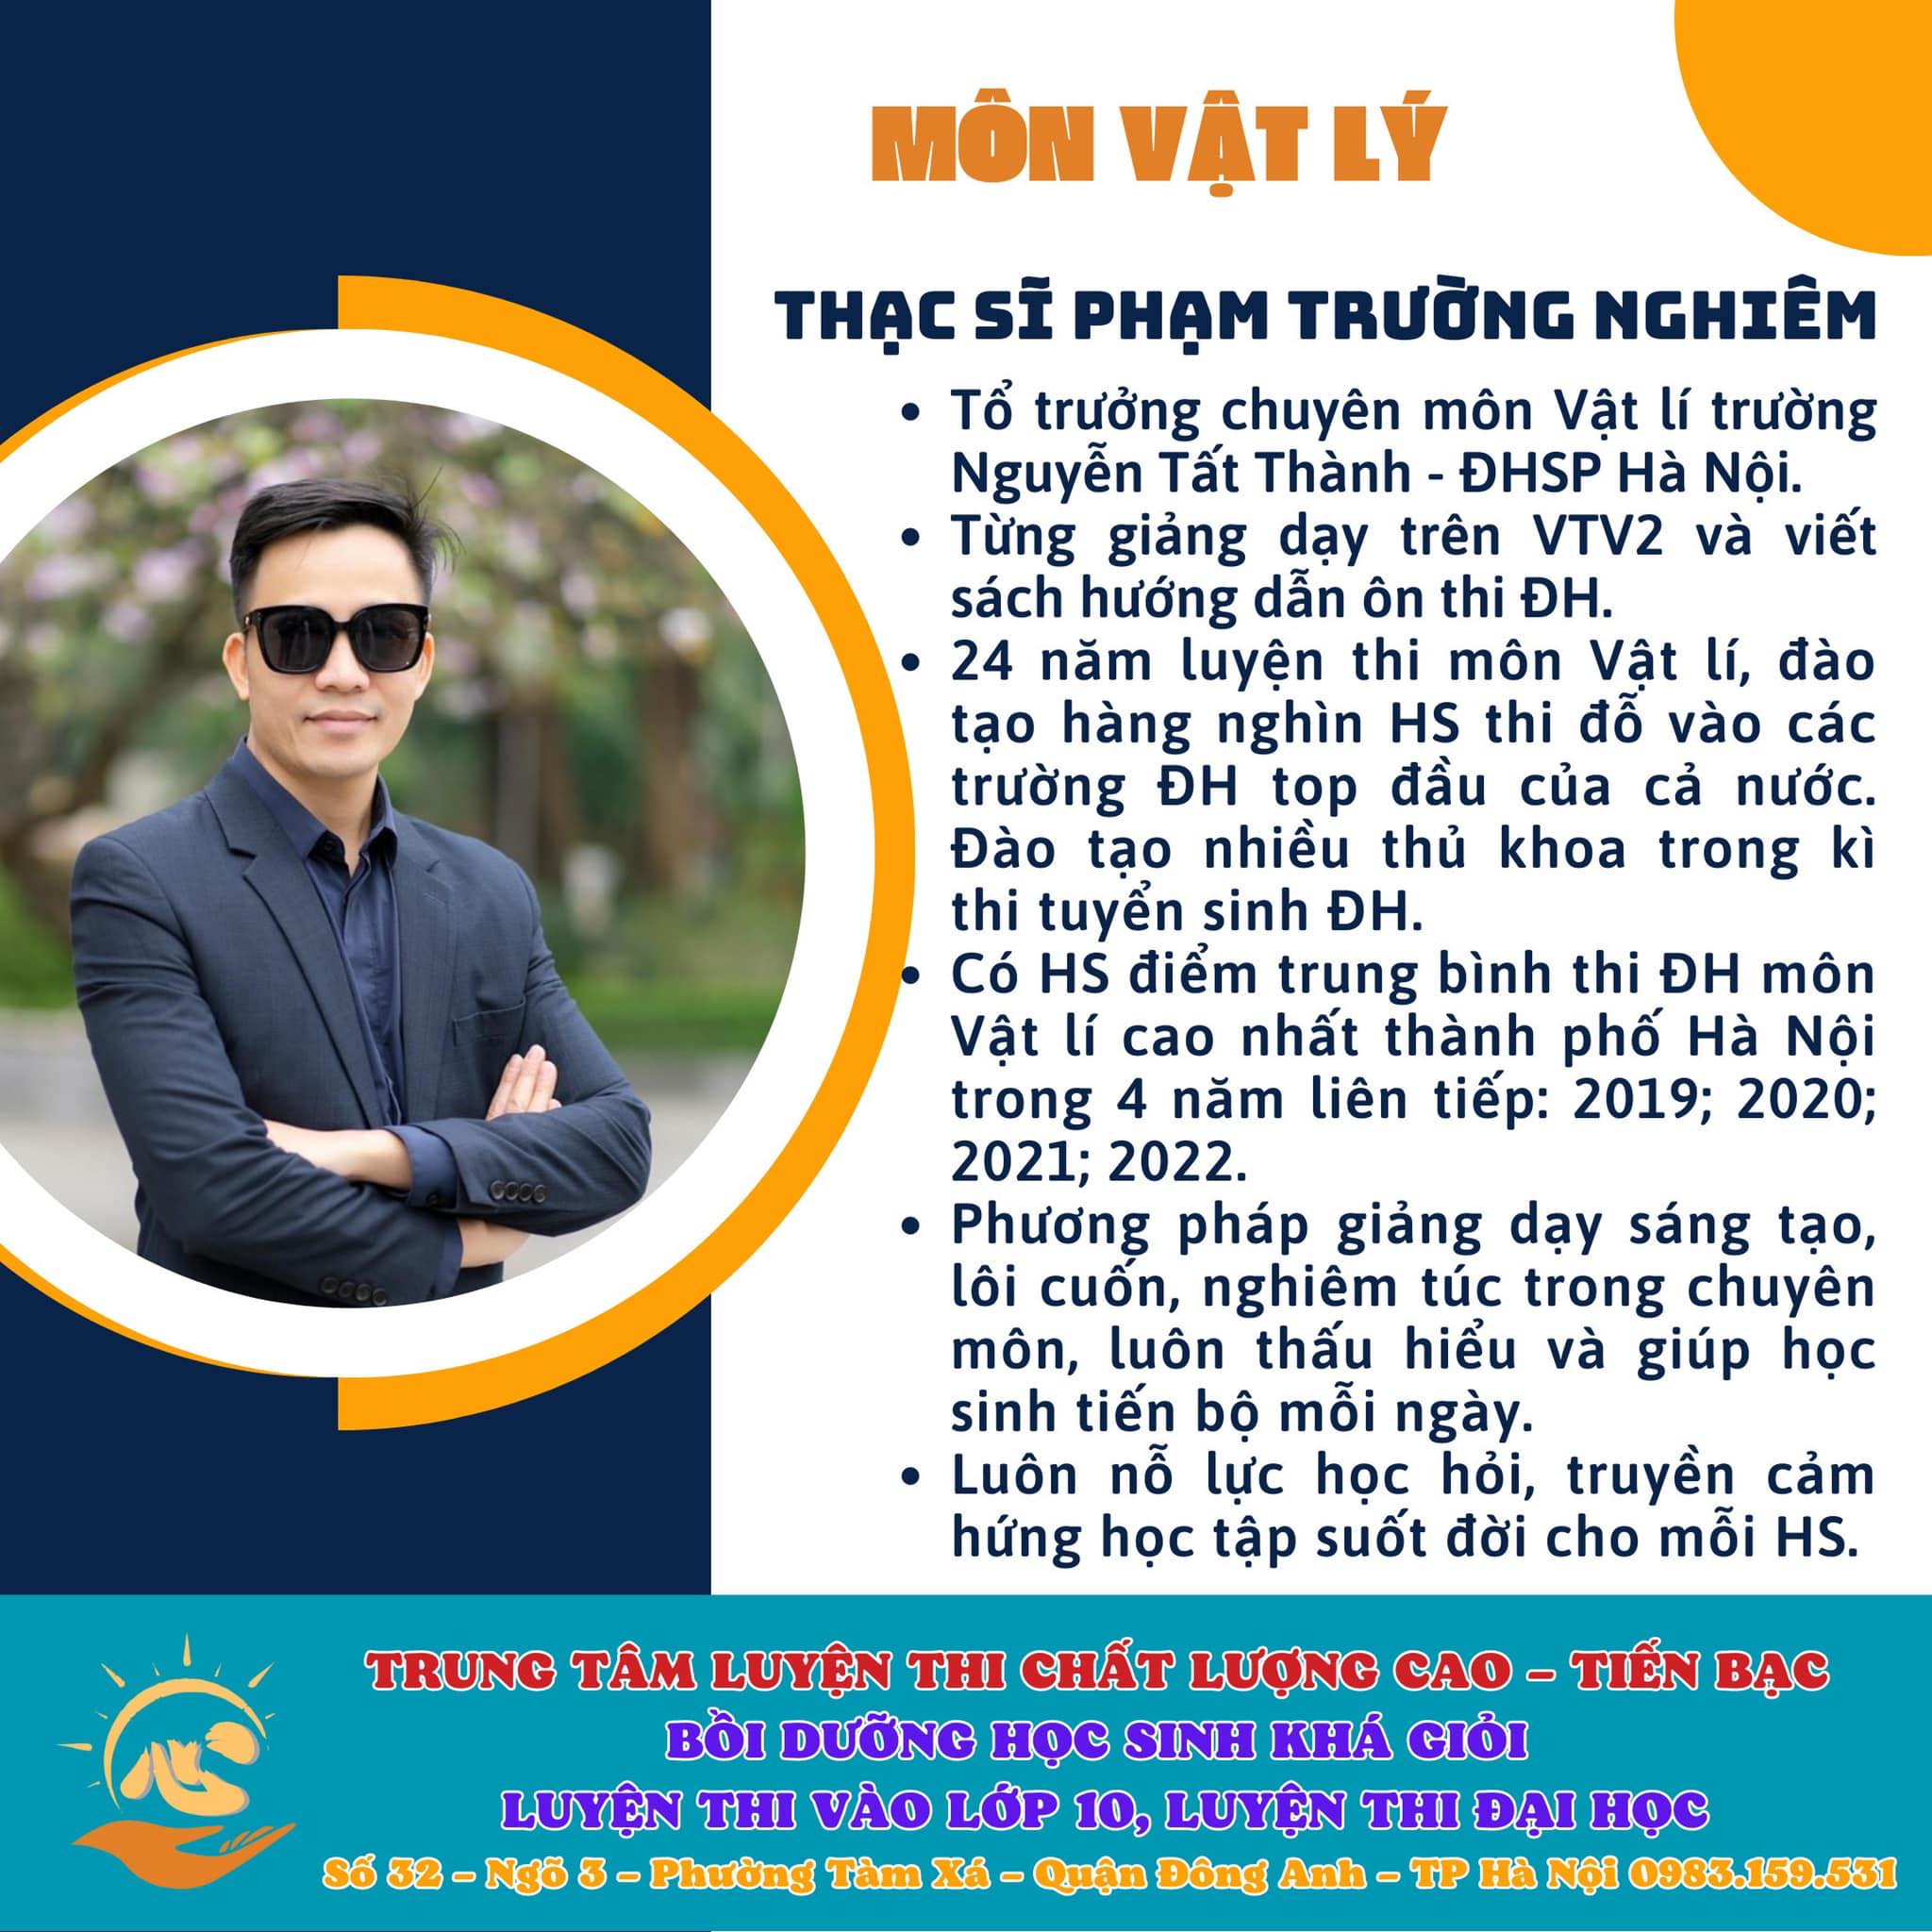 MÔN VẬT LÝ
THẠC SĨ PHẠM TRƯỜNG NGHIÊM
• Tổ trưởng chuyên môn Vật lí trường
Nguyễn Tất Thành - ĐHSP Hà Nội.
• Từng giảng dạy trên VTV2 và viết
sách hướng dẫn ôn thi ĐH.
• 24 năm luyện thi môn Vật lí, đào
tạo hàng nghìn HS thi đỗ vào các
trường ĐH top đầu của cả nước.
Đào tạo nhiều thủ khoa trong kì
thi tuyển sinh ĐH.
• Có HS điểm trung bình thi ĐH môn
Vật lí cao nhất thành phố Hà Nội
trong 4 năm liên tiếp: 2019; 2020;
2021; 2022.
• Phương pháp giảng dạy sáng tạo,
lôi cuốn, nghiêm túc trong chuyên
môn, luôn thấu hiểu và giúp học
sinh tiến bộ mỗi ngày.
• Luôn nỗ lực học hỏi, truyền cảm
hứng học tập suốt đời cho mỗi HS.
TRUNG TÂM LUYỆN THI CHẤT LƯỢNG CAO – TIẾN BẠC
BỒI DƯỠNG HỌC SINH KHÁ GIỎI
LUYỆN THI VÀO LỚP 10, LUYỆN THI ĐẠI HỌC
Số 32 – Ngõ 3 – Phường Tàm Xá – Quận Đông Anh – TP Hà Nội 0983.159.531